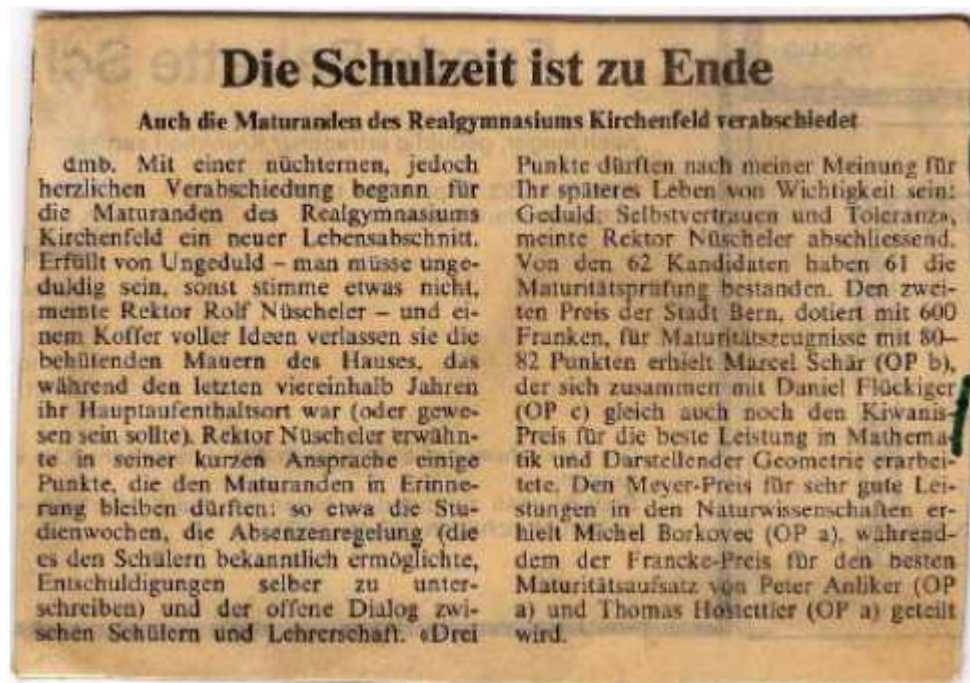 Die Schulzeit ist zu Ende
Auch die Maturanden des Realgymnasiums Kirchenfeld verabschiedet
dmb. Mit einer nüchternen, jedoch
herzlichen Verabschiedung begann für
die Maturanden des Realgymnasiums
Kirchenfeld ein neuer Lebensabschnitt.
Erfüllt von Ungeduld – man müsse unge-
duldig sein, sonst stimme etwas nicht,
meinte Rektor Rolf Nüscheler – und ei-
nem Koffer voller Ideen verlassen sie die
behütenden Mauern des Hauses, das
während den letzten viereinhalb Jahren
ihr Hauptaufenthaltsort war (oder gewe-
sen sein sollte). Rektor Nüscheler erwähn-
te in seiner kurzen Ansprache einige
Punkte, die den Maturanden in Erinne-
rung bleiben dürften: so etwa die Stu-
dienwochen, die Absenzenregelung (die
es den Schülern bekanntlich ermöglichte,
Entschuldigungen selber zu unter-
schreiben) und der offene Dialog zwi-
schen Schülern und Lehrerschaft. «Drei
Punkte dürften nach meiner Meinung für
Ihr späteres Leben von Wichtigkeit sein:
Geduld, Selbstvertrauen und Toleranz»,
meinte Rektor Nüscheler abschliessend.
Von den 62 Kandidaten haben 61 die
Maturitätsprüfung bestanden. Den zwei-
ten Preis der Stadt Bern, dotiert mit 600
Franken, für Maturitätszeugnisse mit 80–
82 Punkten erhielt Marcel Schär (OP b),
der sich zusammen mit Daniel Flückiger
(OP c) gleich auch noch den Kiwanis-
Preis für die beste Leistung in Mathema-
tik und Darstellender Geometrie erarbei-
tete. Den Meyer-Preis für sehr gute Lei-
stungen in den Naturwissenschaften er-
hielt Michel Borkovec (OP a), während-
dem der Francke-Preis für den besten
Maturitätsaufsatz von Peter Anliker (OP
a) und Thomas Hostettler (OP a) geteilt
wird.